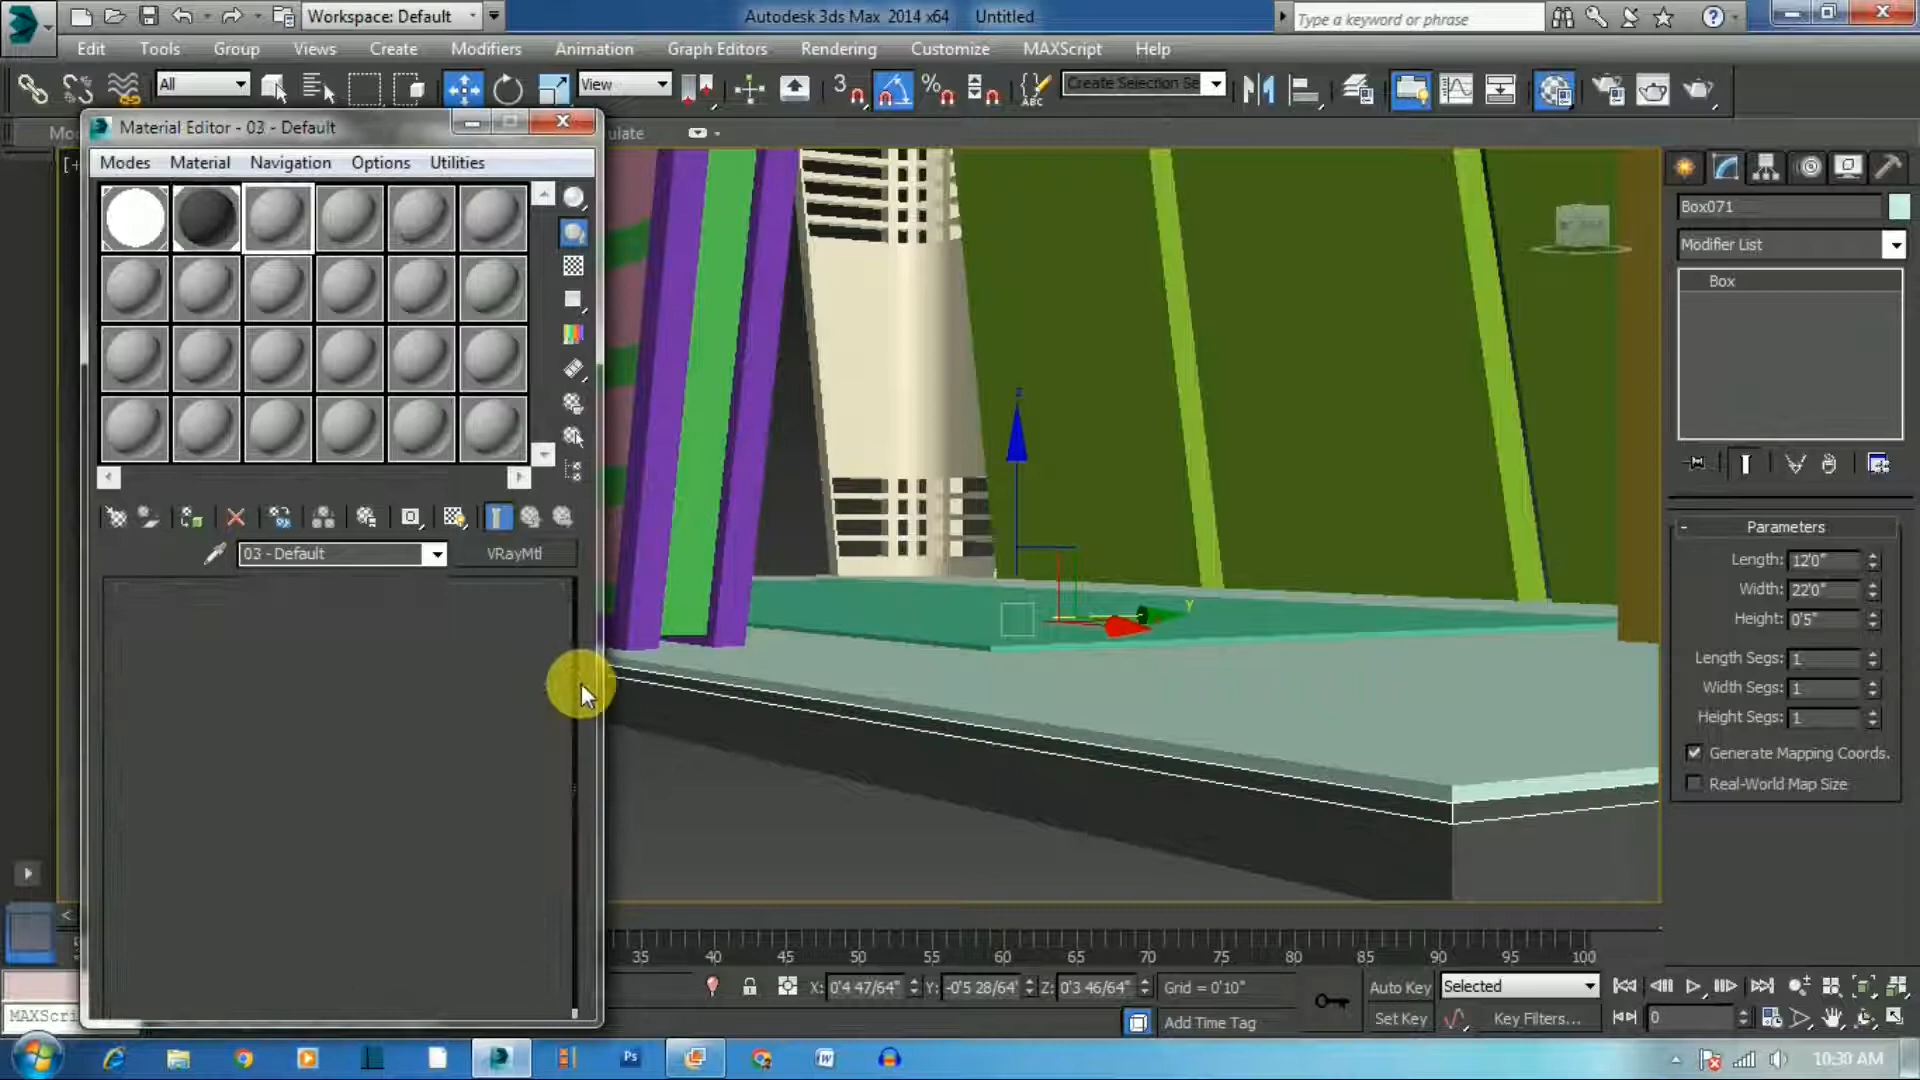 Workspace: Default
Autodesk 3ds Max 2014 x64 Untitled
Type a keyword or phrase
Edit Tools Group Views Create Modifiers Animation Graph Editors Rendering Customize MAXScript Help
All
View
3
%
ABC
Create Selection Se
Material Editor - 03 - Default
ulate
Modes Material Navigation Options Utilities
[+
03 - Default
VRayMtl
z
Y
Box071
Modifier List
Box
Parameters
Length: 12'0"
Width: 22'0"
Height: 0'5"
Length Segs: 1
Width Segs: 1
Height Segs: 1
Generate Mapping Coords.
Real-World Map Size
35 40 45 50 55 60 65 70 75 80 85 90 95 100
X: 0'4 47/64" Y: -0'5 28/64' Z: 0'3 46/64" Grid = 0'10"
Auto Key Selected
MAXScri
Add Time Tag
Set Key Key Filters...
0
Ps
10:30 AM